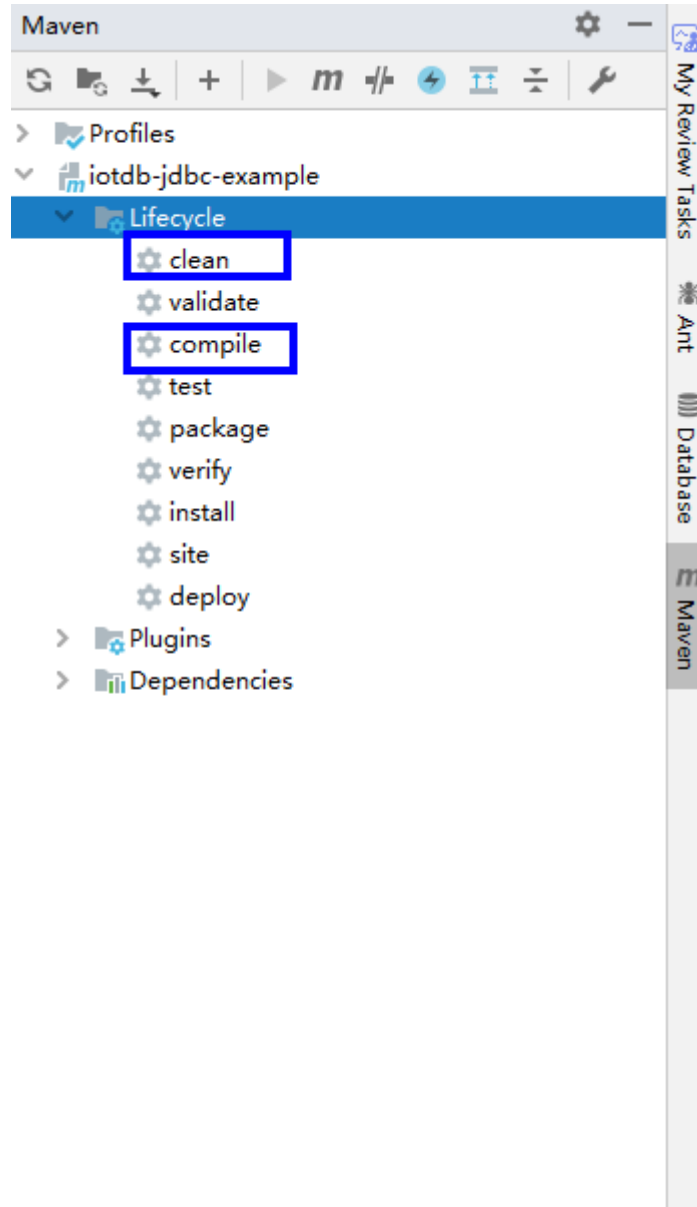 Maven
Profiles
iotdb-jdbc-example
Lifecycle
clean
validate
compile
test
package
verify
install
site
deploy
Plugins
Dependencies
My Review Tasks
Ant
Database
Maven